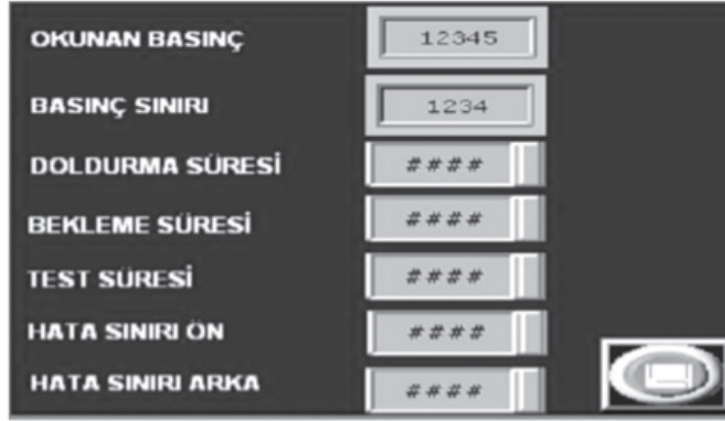 OKUNAN BASINÇ 12345
BASINÇ SINIRI 1234
DOLDURMA SÜRESİ ####
BEKLEME SÜRESİ ####
TEST SÜRESİ ####
HATA SINIRI ÖN ####
HATA SINIRI ARKA ####